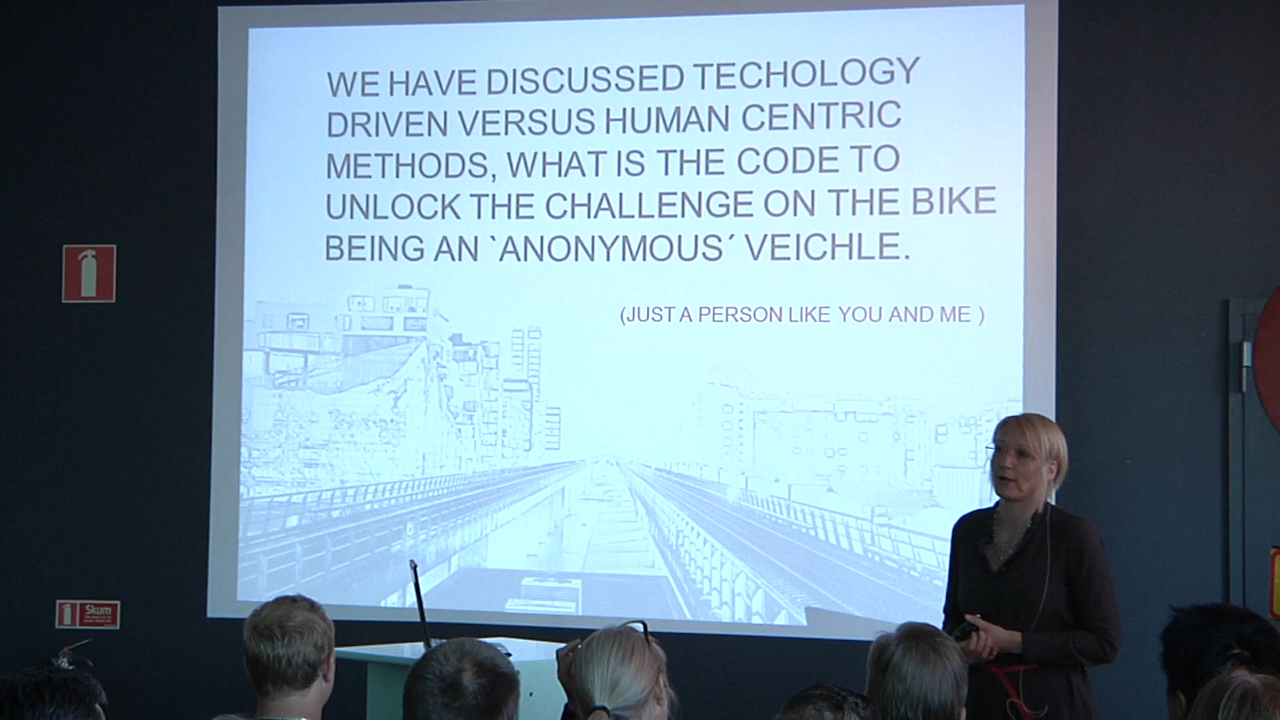 WE HAVE DISCUSSED TECHOLOGY
DRIVEN VERSUS HUMAN CENTRIC
METHODS, WHAT IS THE CODE TO
UNLOCK THE CHALLENGE ON THE BIKE
BEING AN `ANONYMOUS´ VEICHLE.
(JUST A PERSON LIKE YOU AND ME )
Skum